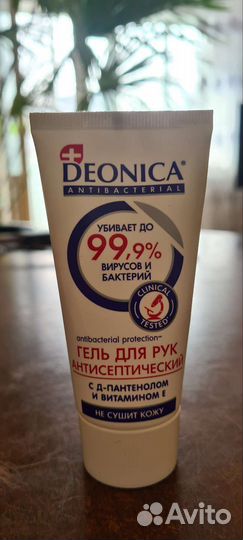 DEONICA
ANTIBACTERIAL
УБИВАЕТ ДО
99,9%
ВИРУСОВ И
БАКТЕРИЙ
CLINICAL
TESTED
antibacterial protection
ГЕЛЬ ДЛЯ РУК
АНТИСЕПТИЧЕСКИЙ
С Д-ПАНТЕНОЛОМ
И ВИТАМИНОМ Е
НЕ СУШИТ КОЖУ
Avito